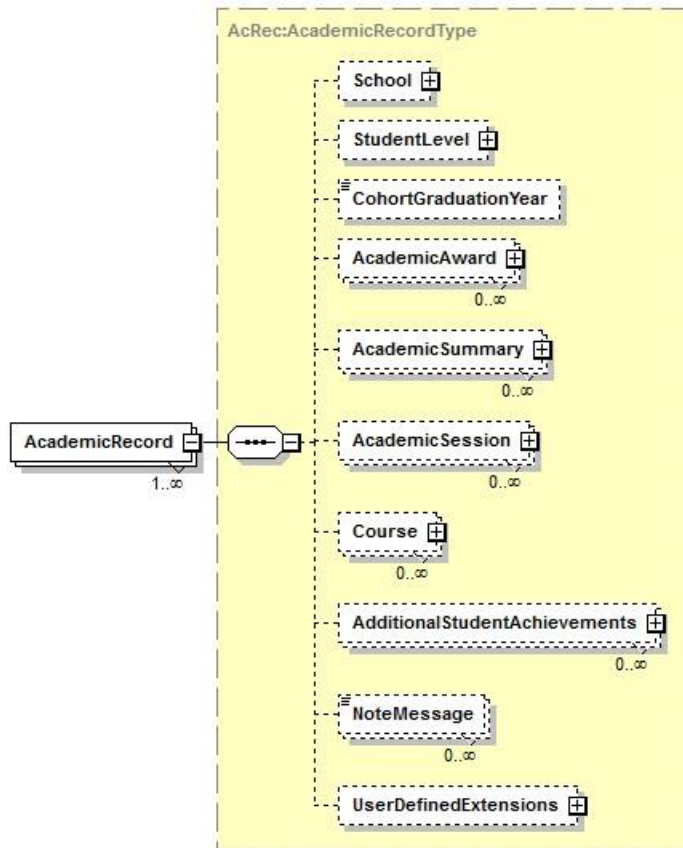 AcRec:AcademicRecordType
School
StudentLevel
CohortGraduationYear
AcademicAward
0..∞
AcademicSummary
0..∞
AcademicRecord
1..∞
AcademicSession
0..∞
Course
0..∞
AdditionalStudentAchievements
0..∞
NoteMessage
0..∞
UserDefinedExtensions